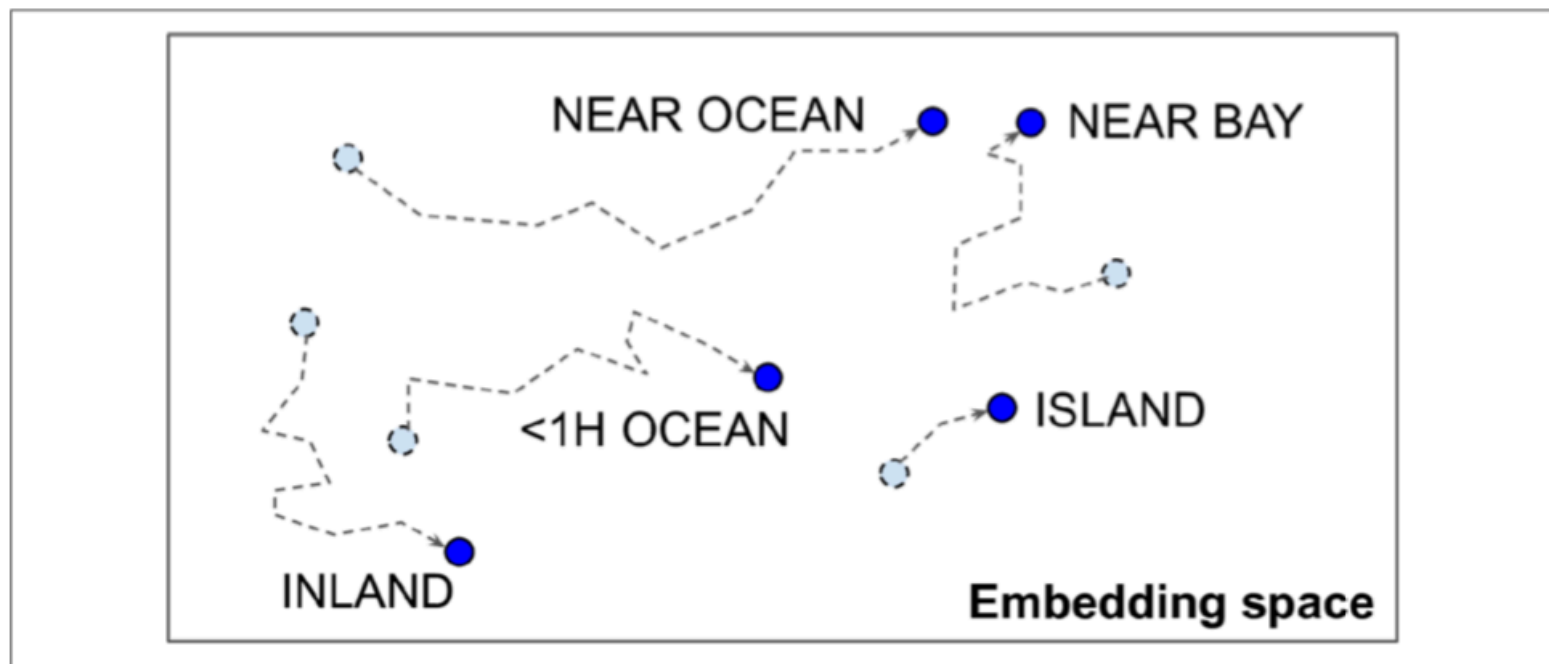 NEAR OCEAN
NEAR BAY
<1H OCEAN
ISLAND
INLAND
Embedding space